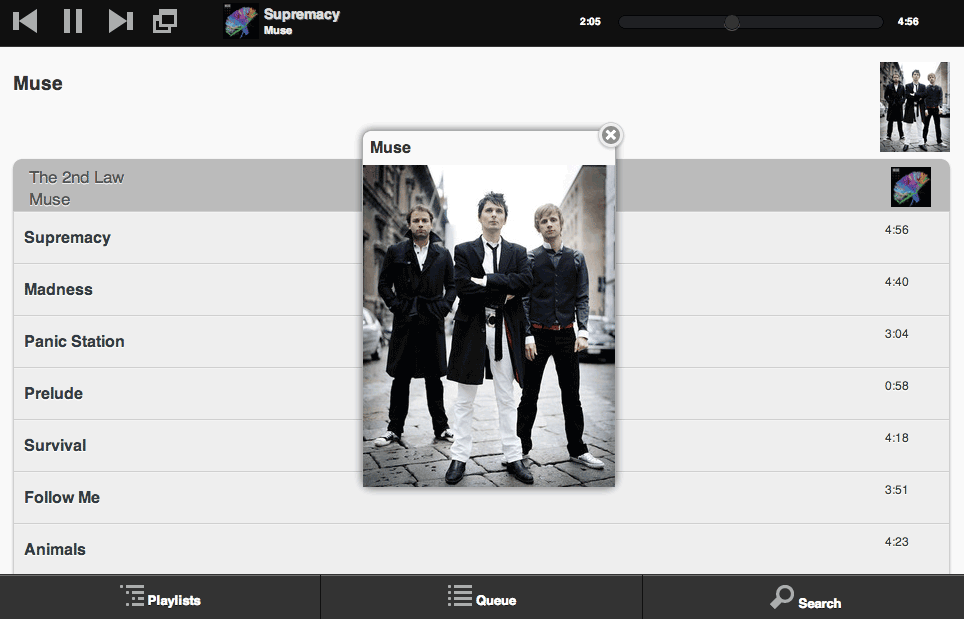 Supremacy
Muse
2:05
4:56
Muse
Muse
The 2nd Law
Muse
Supremacy
4:56
Madness
4:40
Panic Station
3:04
Prelude
0:58
Survival
4:18
Follow Me
3:51
Animals
4:23
Playlists
Queue
Search